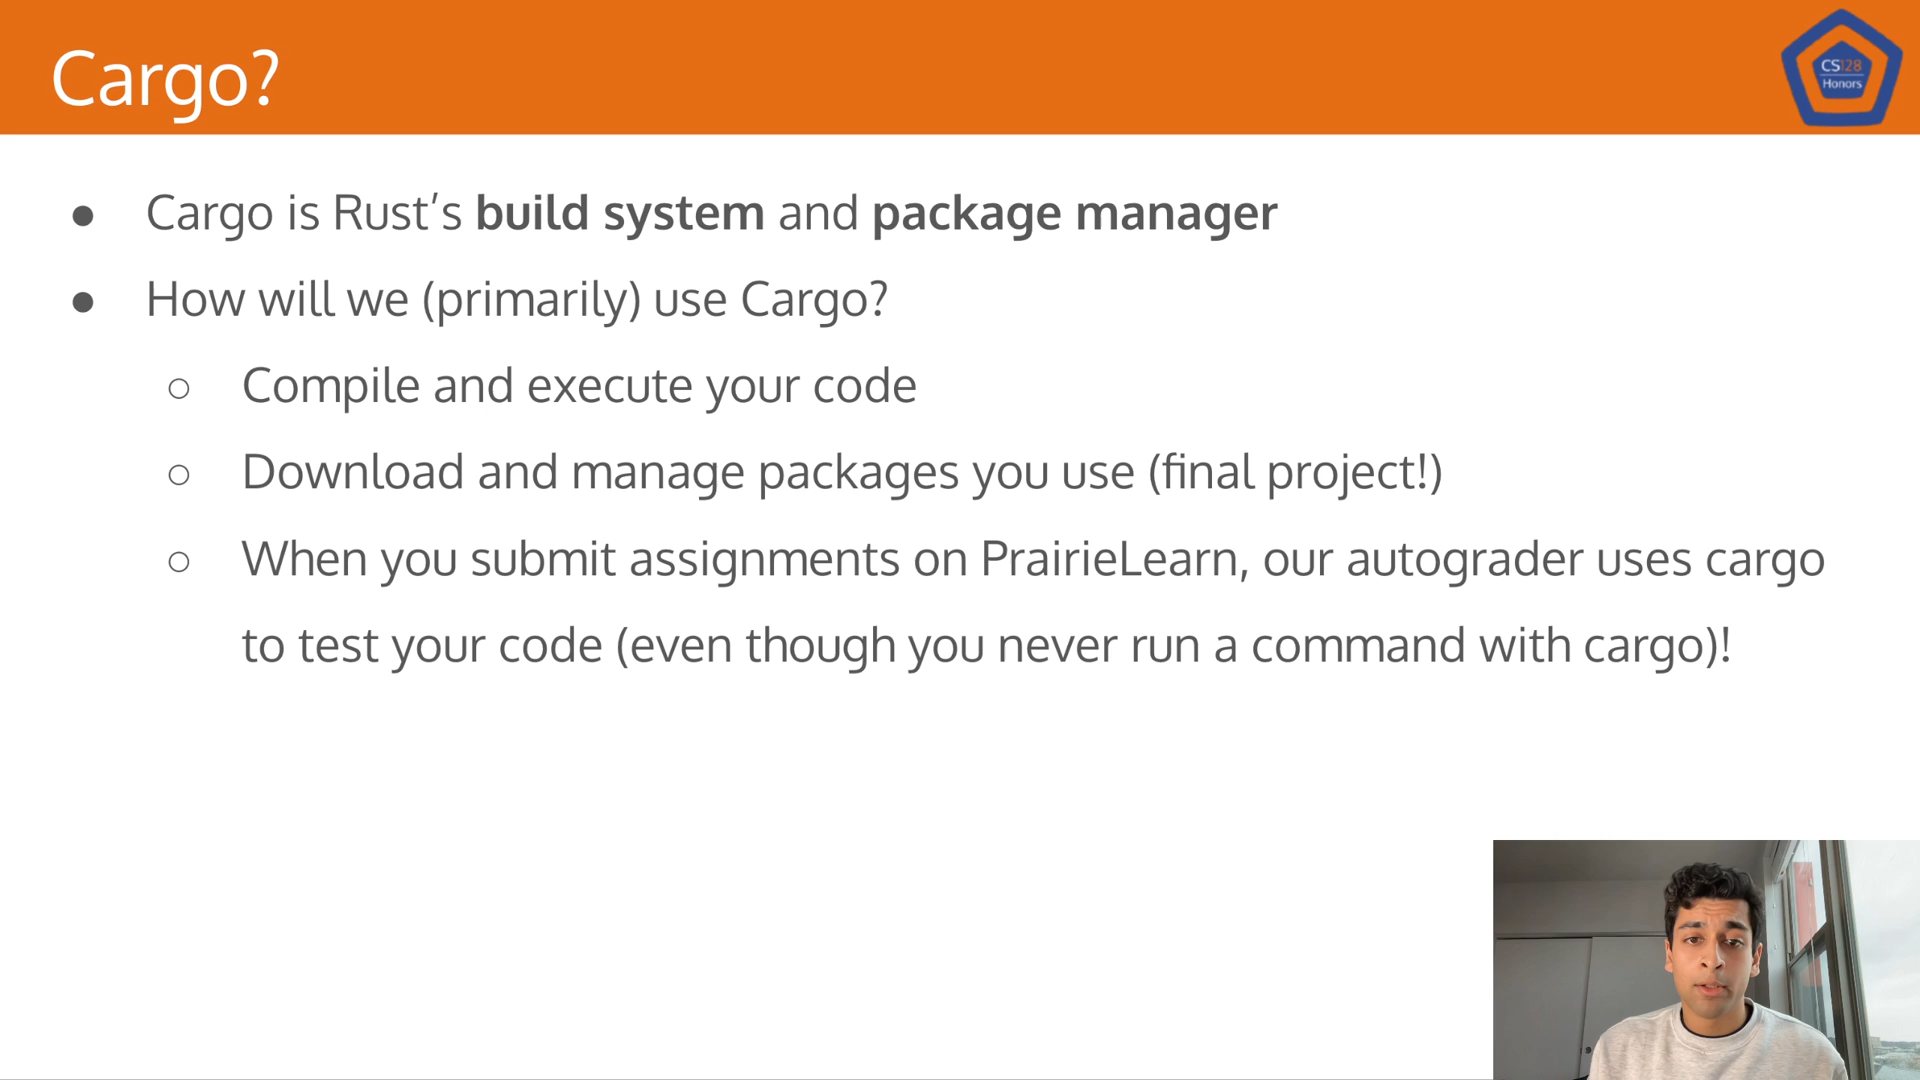 Cargo?
CS128
Honors
● Cargo is Rust’s build system and package manager
● How will we (primarily) use Cargo?
○ Compile and execute your code
○ Download and manage packages you use (final project!)
○ When you submit assignments on PrairieLearn, our autograder uses cargo
to test your code (even though you never run a command with cargo)!